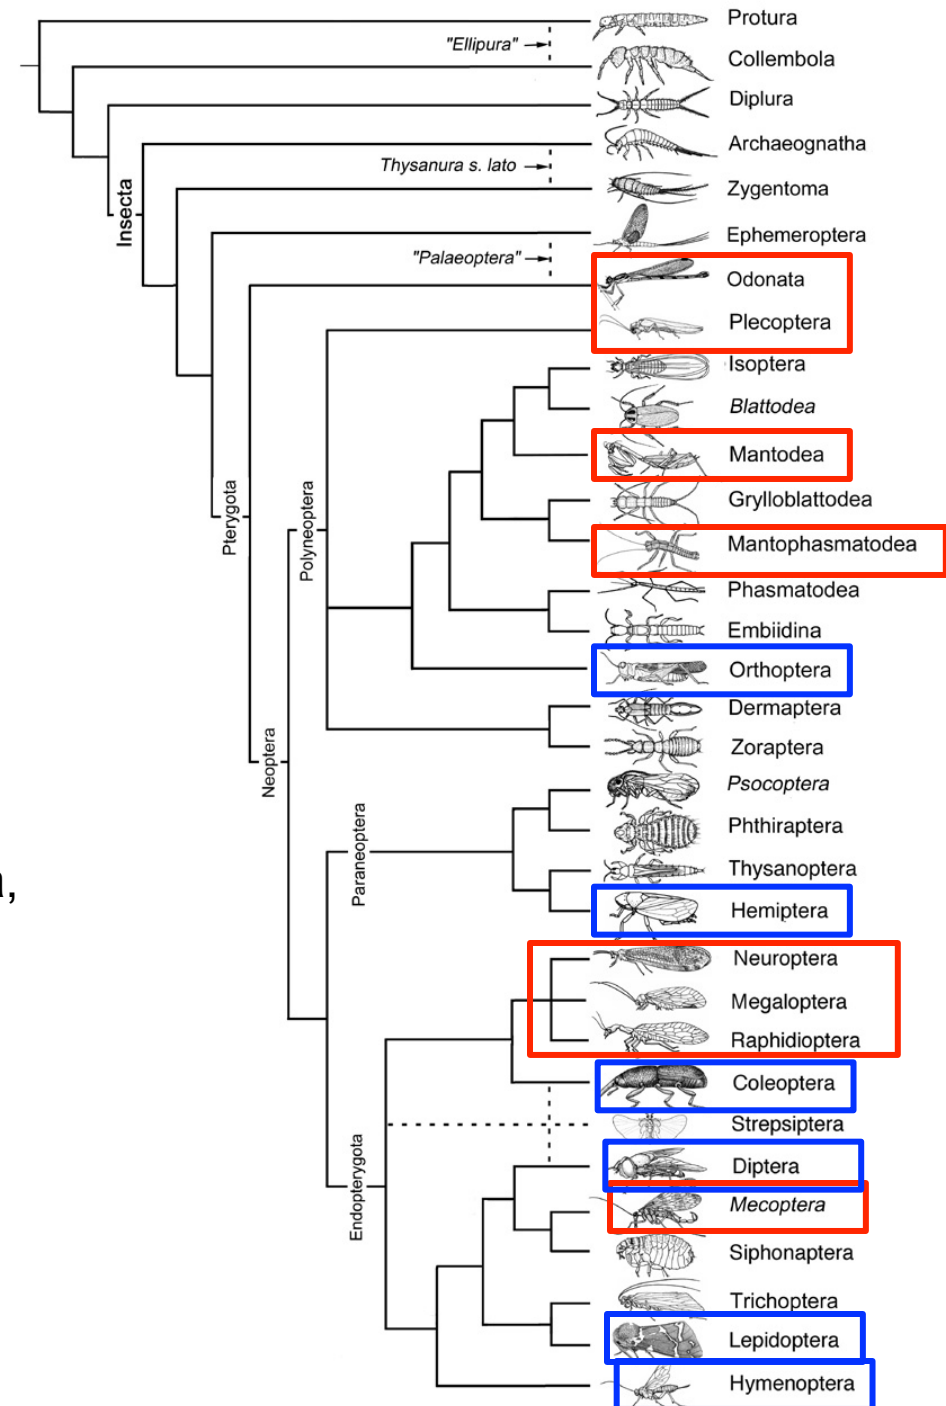 Protura
"Ellipura"
Collembola
Diplura
Archaeognatha
Thysanura s. lato
Zygentoma
Insecta
Ephemeroptera
"Palaeoptera"
Odonata
Plecoptera
Isoptera
Blattodea
Mantodea
Grylloblattodea
Pterygota
Polyneoptera
Mantophasmatodea
Phasmatodea
Embiidina
Orthoptera
Dermaptera
Zoraptera
Neoptera
Psocoptera
Phthiraptera
Paraneoptera
Thysanoptera
Hemiptera
Neuroptera
Megaloptera
Raphidioptera
Coleoptera
Strepsiptera
Diptera
Endopterygota
Mecoptera
Siphonaptera
Trichoptera
Lepidoptera
Hymenoptera